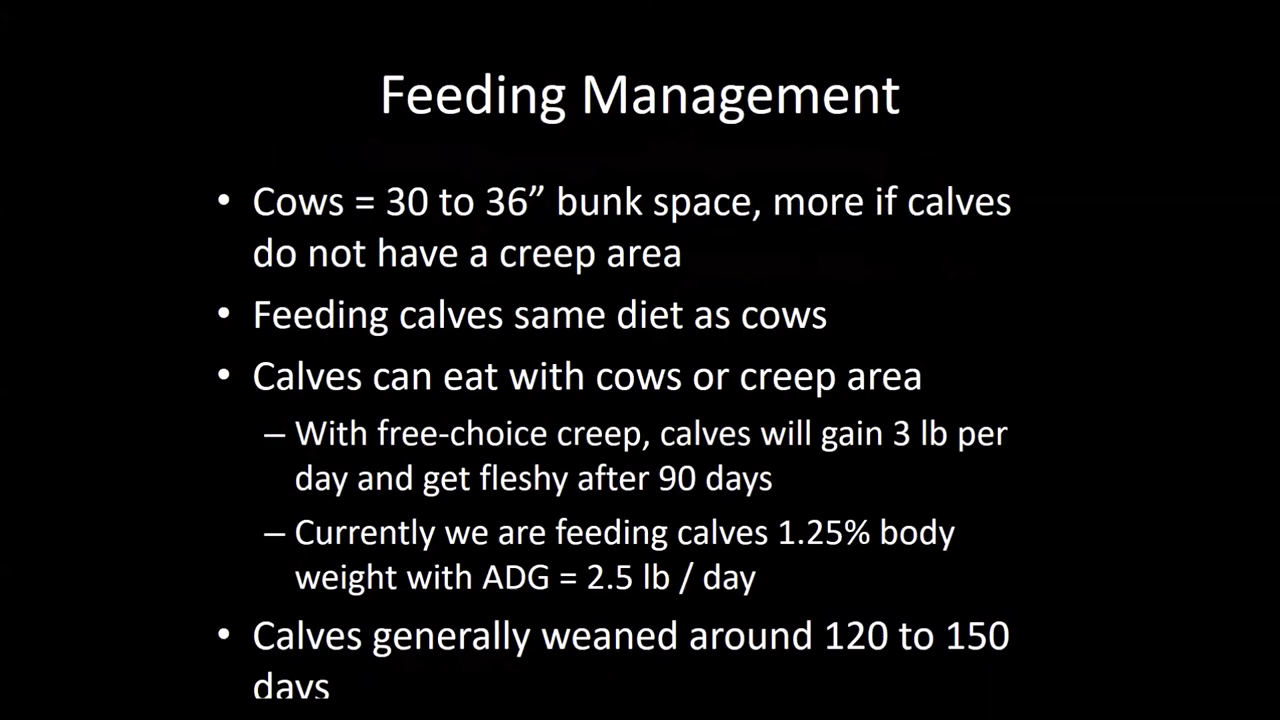 Feeding Management
• Cows = 30 to 36” bunk space, more if calves
do not have a creep area
• Feeding calves same diet as cows
• Calves can eat with cows or creep area
– With free-choice creep, calves will gain 3 lb per
day and get fleshy after 90 days
– Currently we are feeding calves 1.25% body
weight with ADG = 2.5 lb / day
• Calves generally weaned around 120 to 150
days